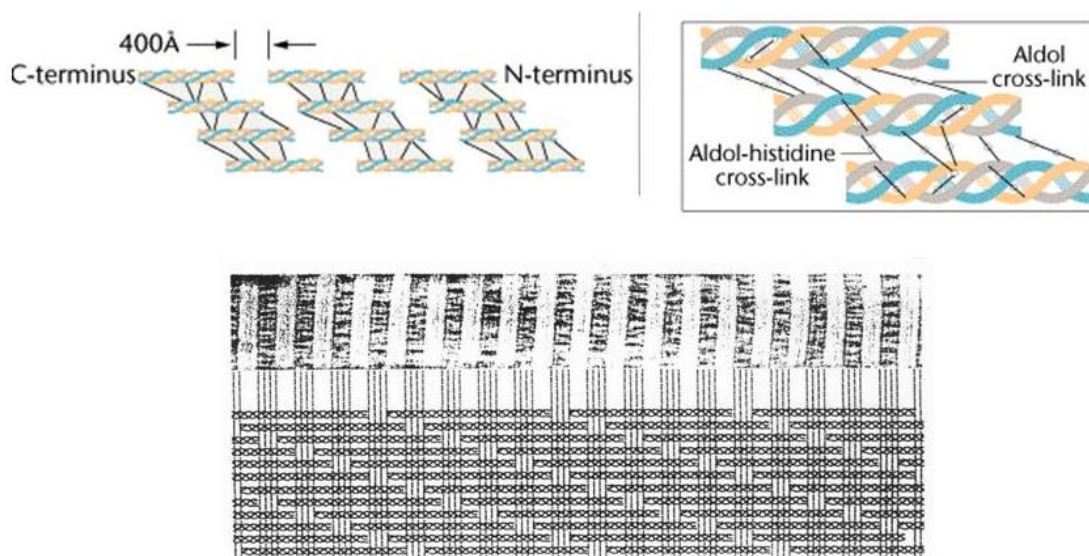 400Å
C-terminus
N-terminus
Aldol
cross-link
Aldol-histidine
cross-link